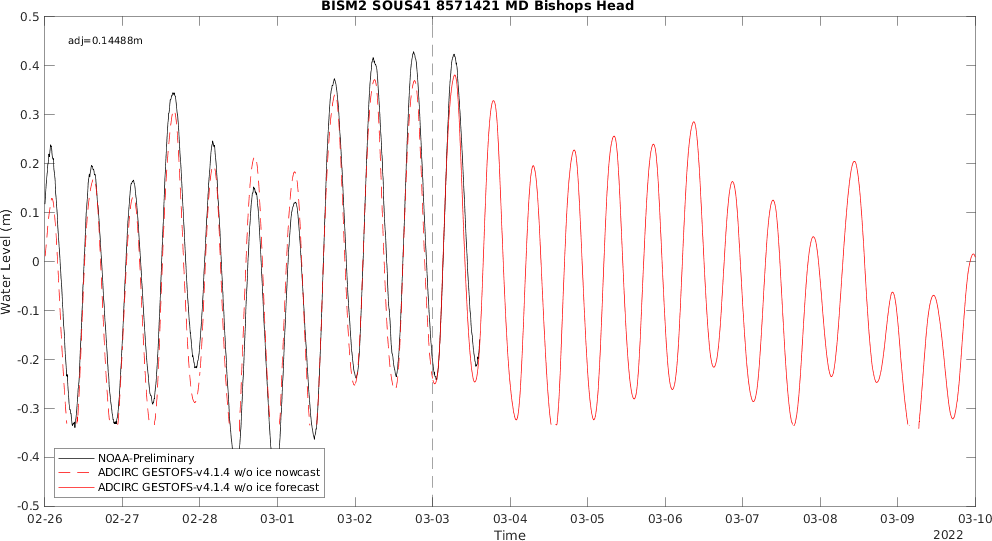 BISM2 SOUS41 8571421 MD Bishops Head
adj=0.14488m
0.5
0.4
0.3
0.2
0.1
0
-0.1
-0.2
-0.3
-0.4
-0.5
Water Level (m)
NOAA-Preliminary
ADCIRC GESTOFS-v4.1.4 w/o ice nowcast
ADCIRC GESTOFS-v4.1.4 w/o ice forecast
02-26 02-27 02-28 03-01 03-02 03-03 03-04 03-05 03-06 03-07 03-08 03-09 03-10
Time
2022